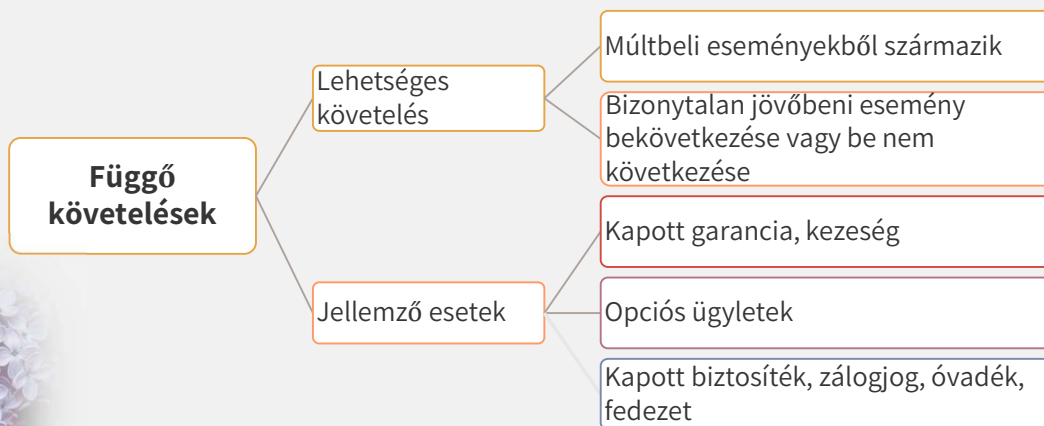 Függő
követelések
Lehetséges
követelés
Múltbeli eseményekből származik
Bizonytalan jövőbeni esemény
bekövetkezése vagy be nem
következése
Jellemző esetek
Kapott garancia, kezeség
Opciós ügyletek
Kapott biztosíték, zálogjog, óvadék,
fedezet